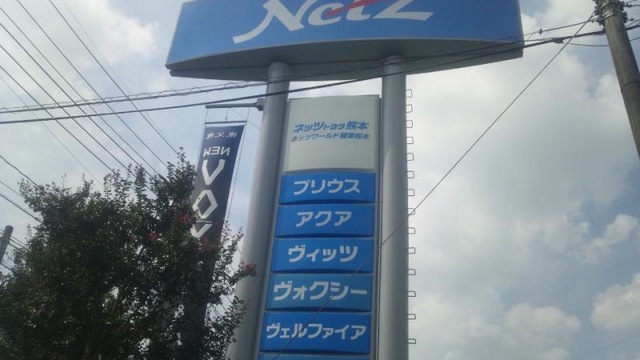 Netz
ネッツトヨタ熊本
プリウス
アクア
ヴィッツ
ヴォクシー
ヴェルファイア
NEW
VO